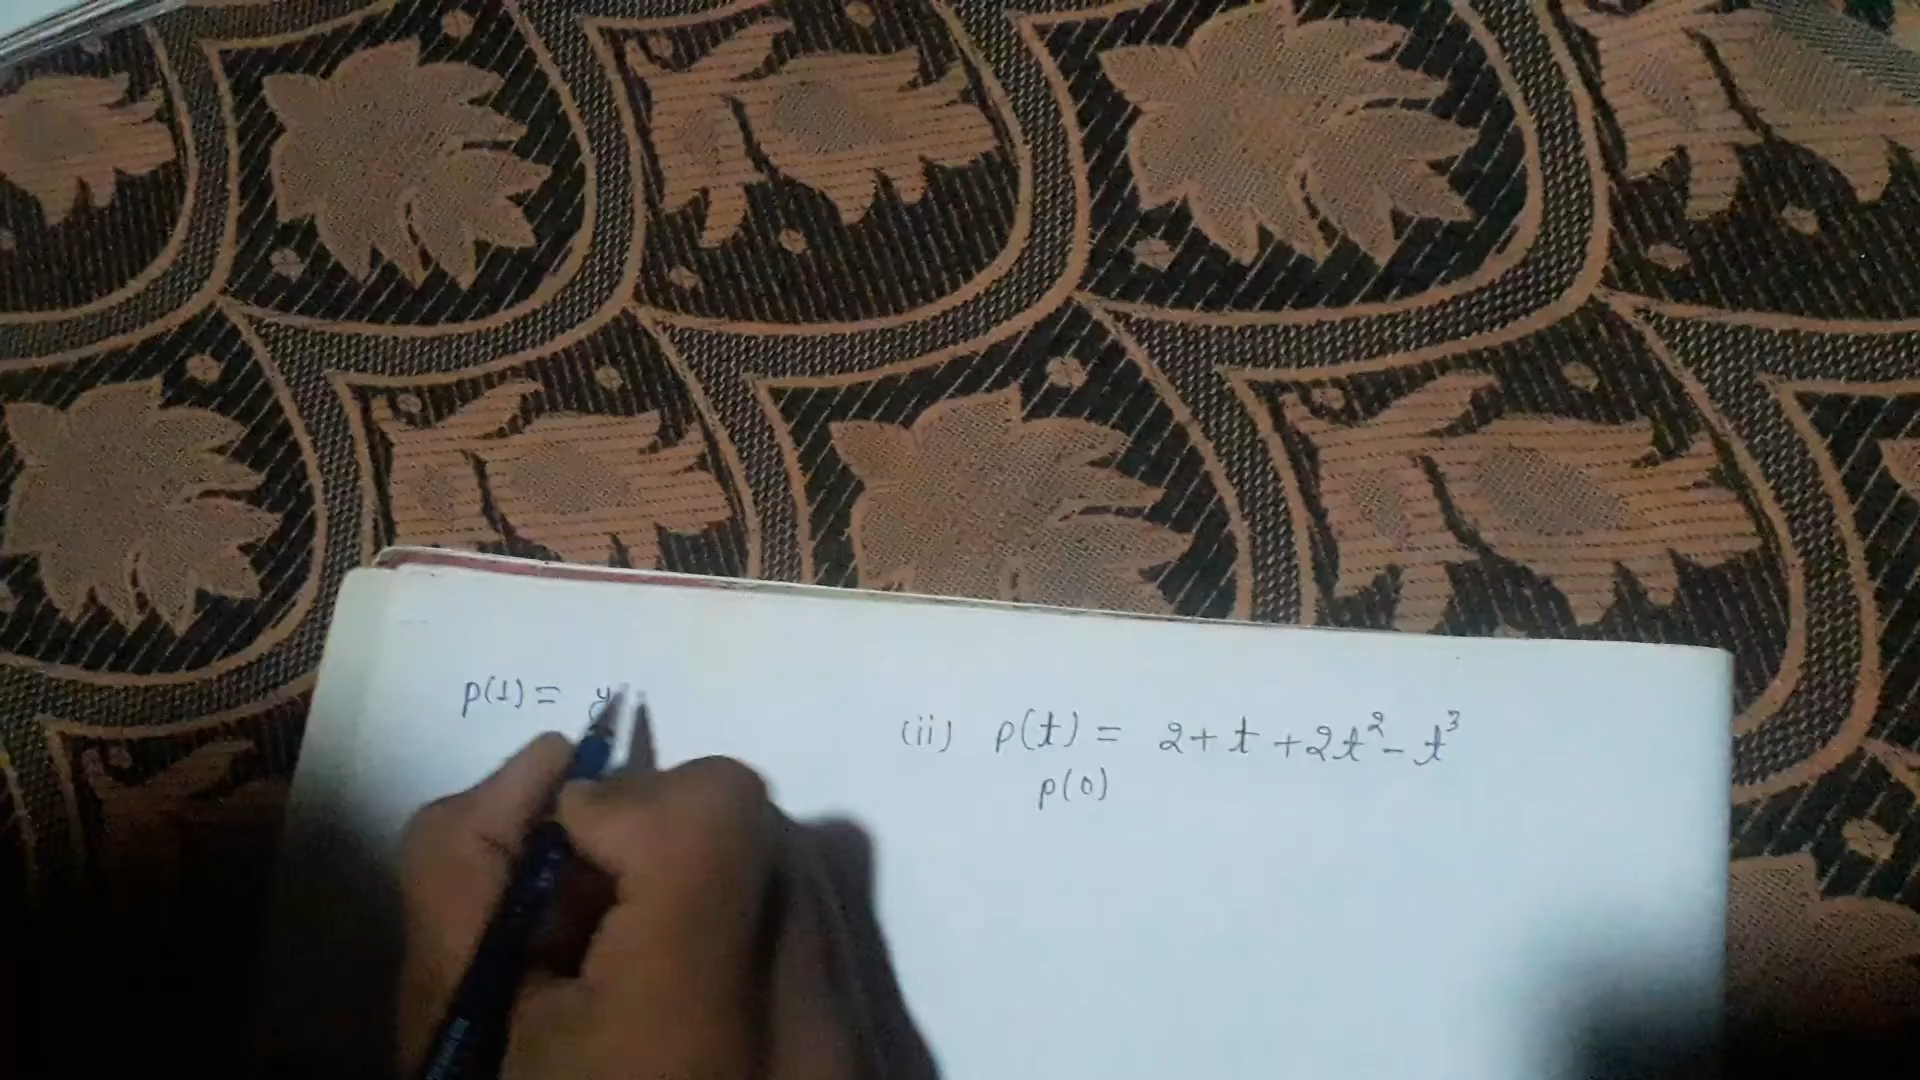 p(1) = y
(ii) p(t) = 2 + t + 2t² - t³
p(0)